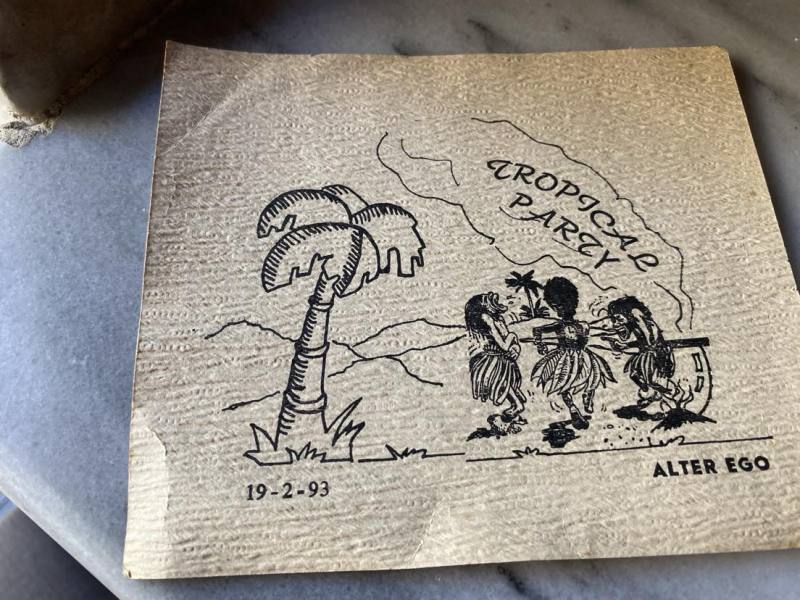 TROPICAL
PARTY
ALTER EGO
19-2-93